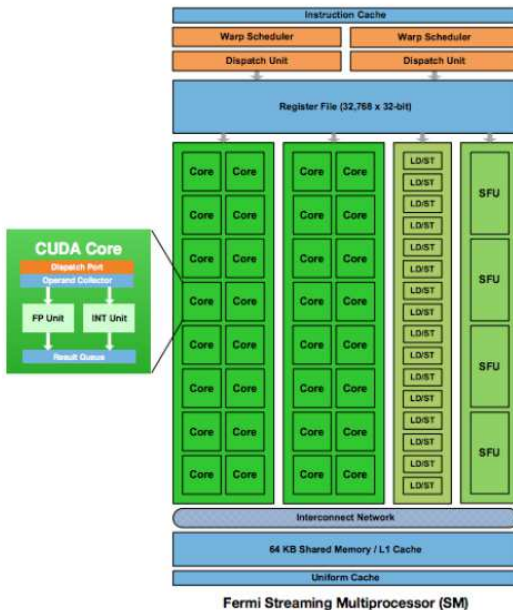 Instruction Cache
Warp Scheduler Warp Scheduler
Dispatch Unit Dispatch Unit
Register File (32,768 x 32-bit)
Core Core Core Core LD/ST SFU
LD/ST
Core Core Core Core LD/ST
LD/ST
Core Core Core Core LD/ST SFU
LD/ST
Core Core Core Core LD/ST
LD/ST
Core Core Core Core LD/ST SFU
LD/ST
Core Core Core Core LD/ST
LD/ST
Core Core Core Core LD/ST SFU
LD/ST
Core Core Core Core LD/ST
LD/ST
CUDA Core
Dispatch Port
Operand Collector
FP Unit INT Unit
Result Queue
Interconnect Network
64 KB Shared Memory / L1 Cache
Uniform Cache
Fermi Streaming Multiprocessor (SM)